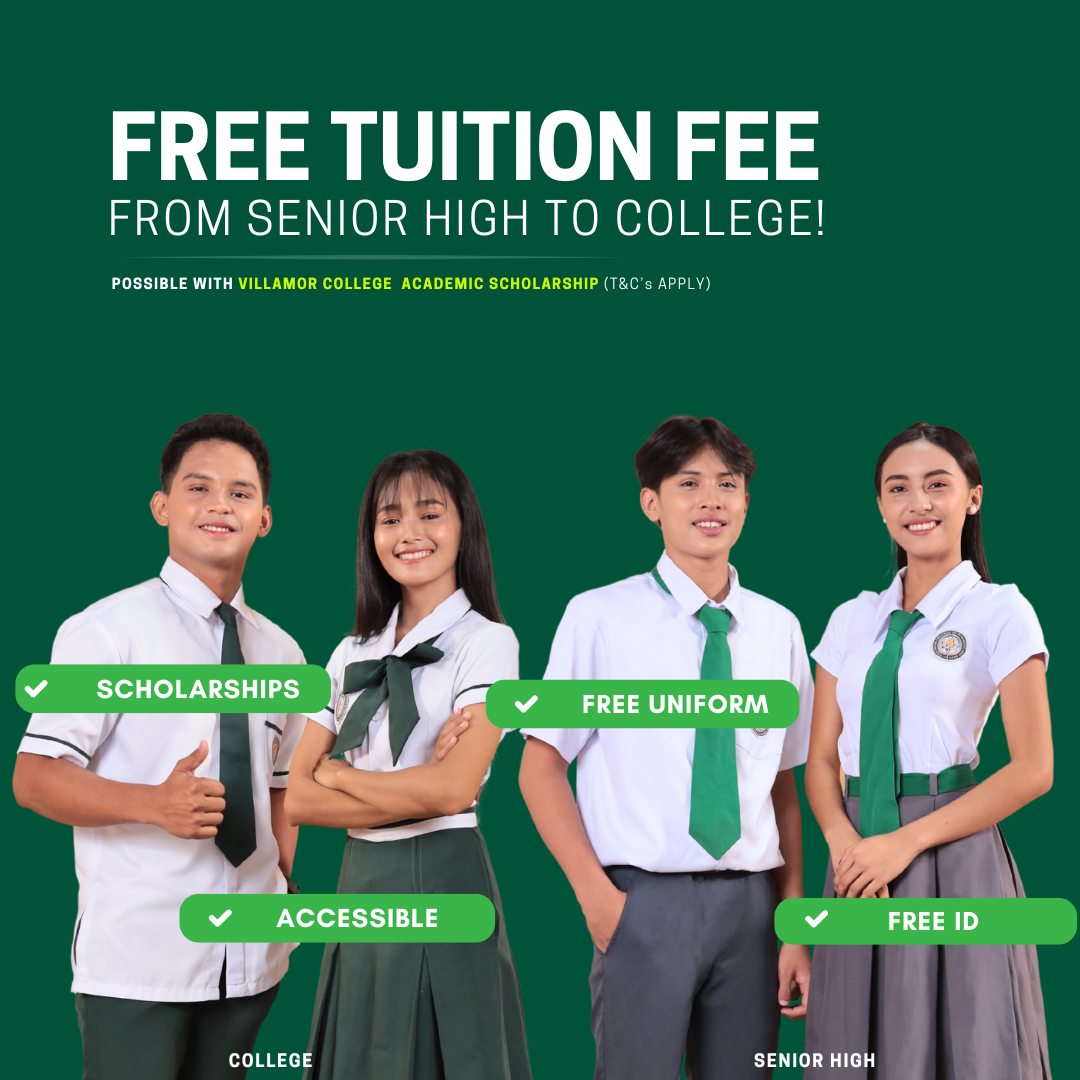 FREE TUITION FEE
FROM SENIOR HIGH TO COLLEGE!
POSSIBLE WITH VILLAMOR COLLEGE ACADEMIC SCHOLARSHIP (T&C's APPLY)
SCHOLARSHIPS
FREE UNIFORM
ACCESSIBLE
FREE ID
COLLEGE
SENIOR HIGH